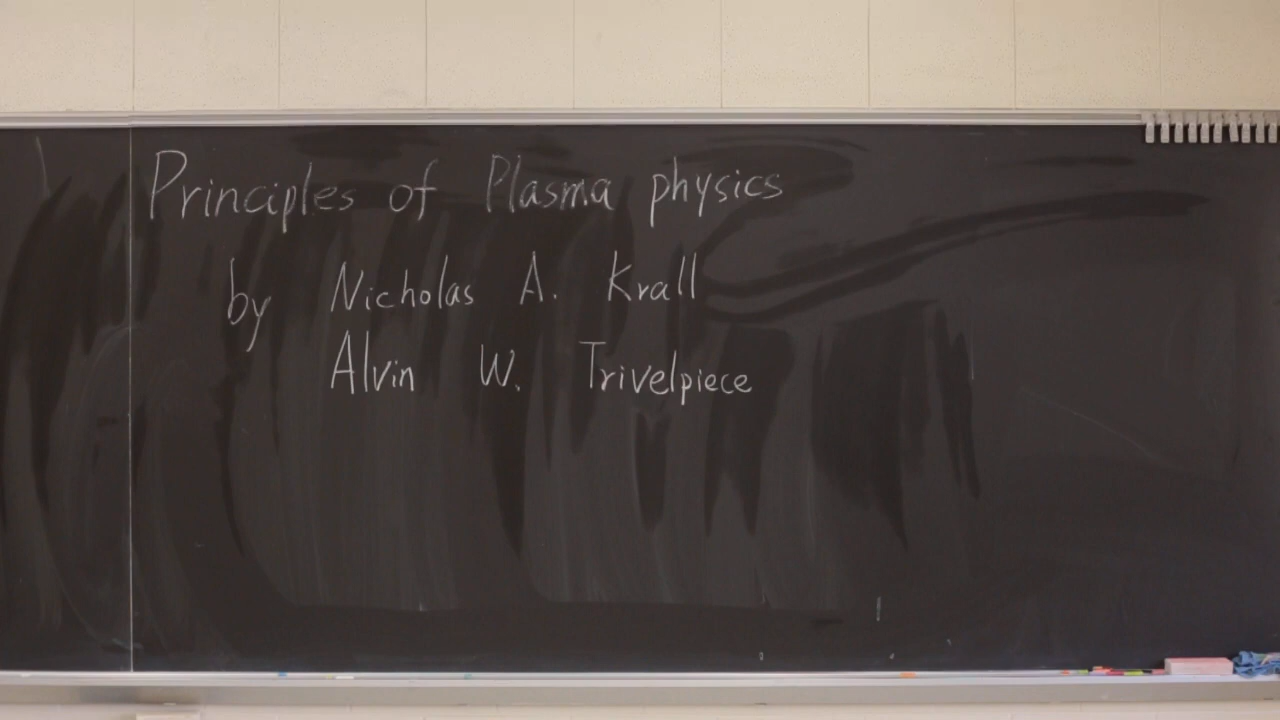 Principles of Plasma physics
by Nicholas A. Krall
Alvin W. Trivelpiece